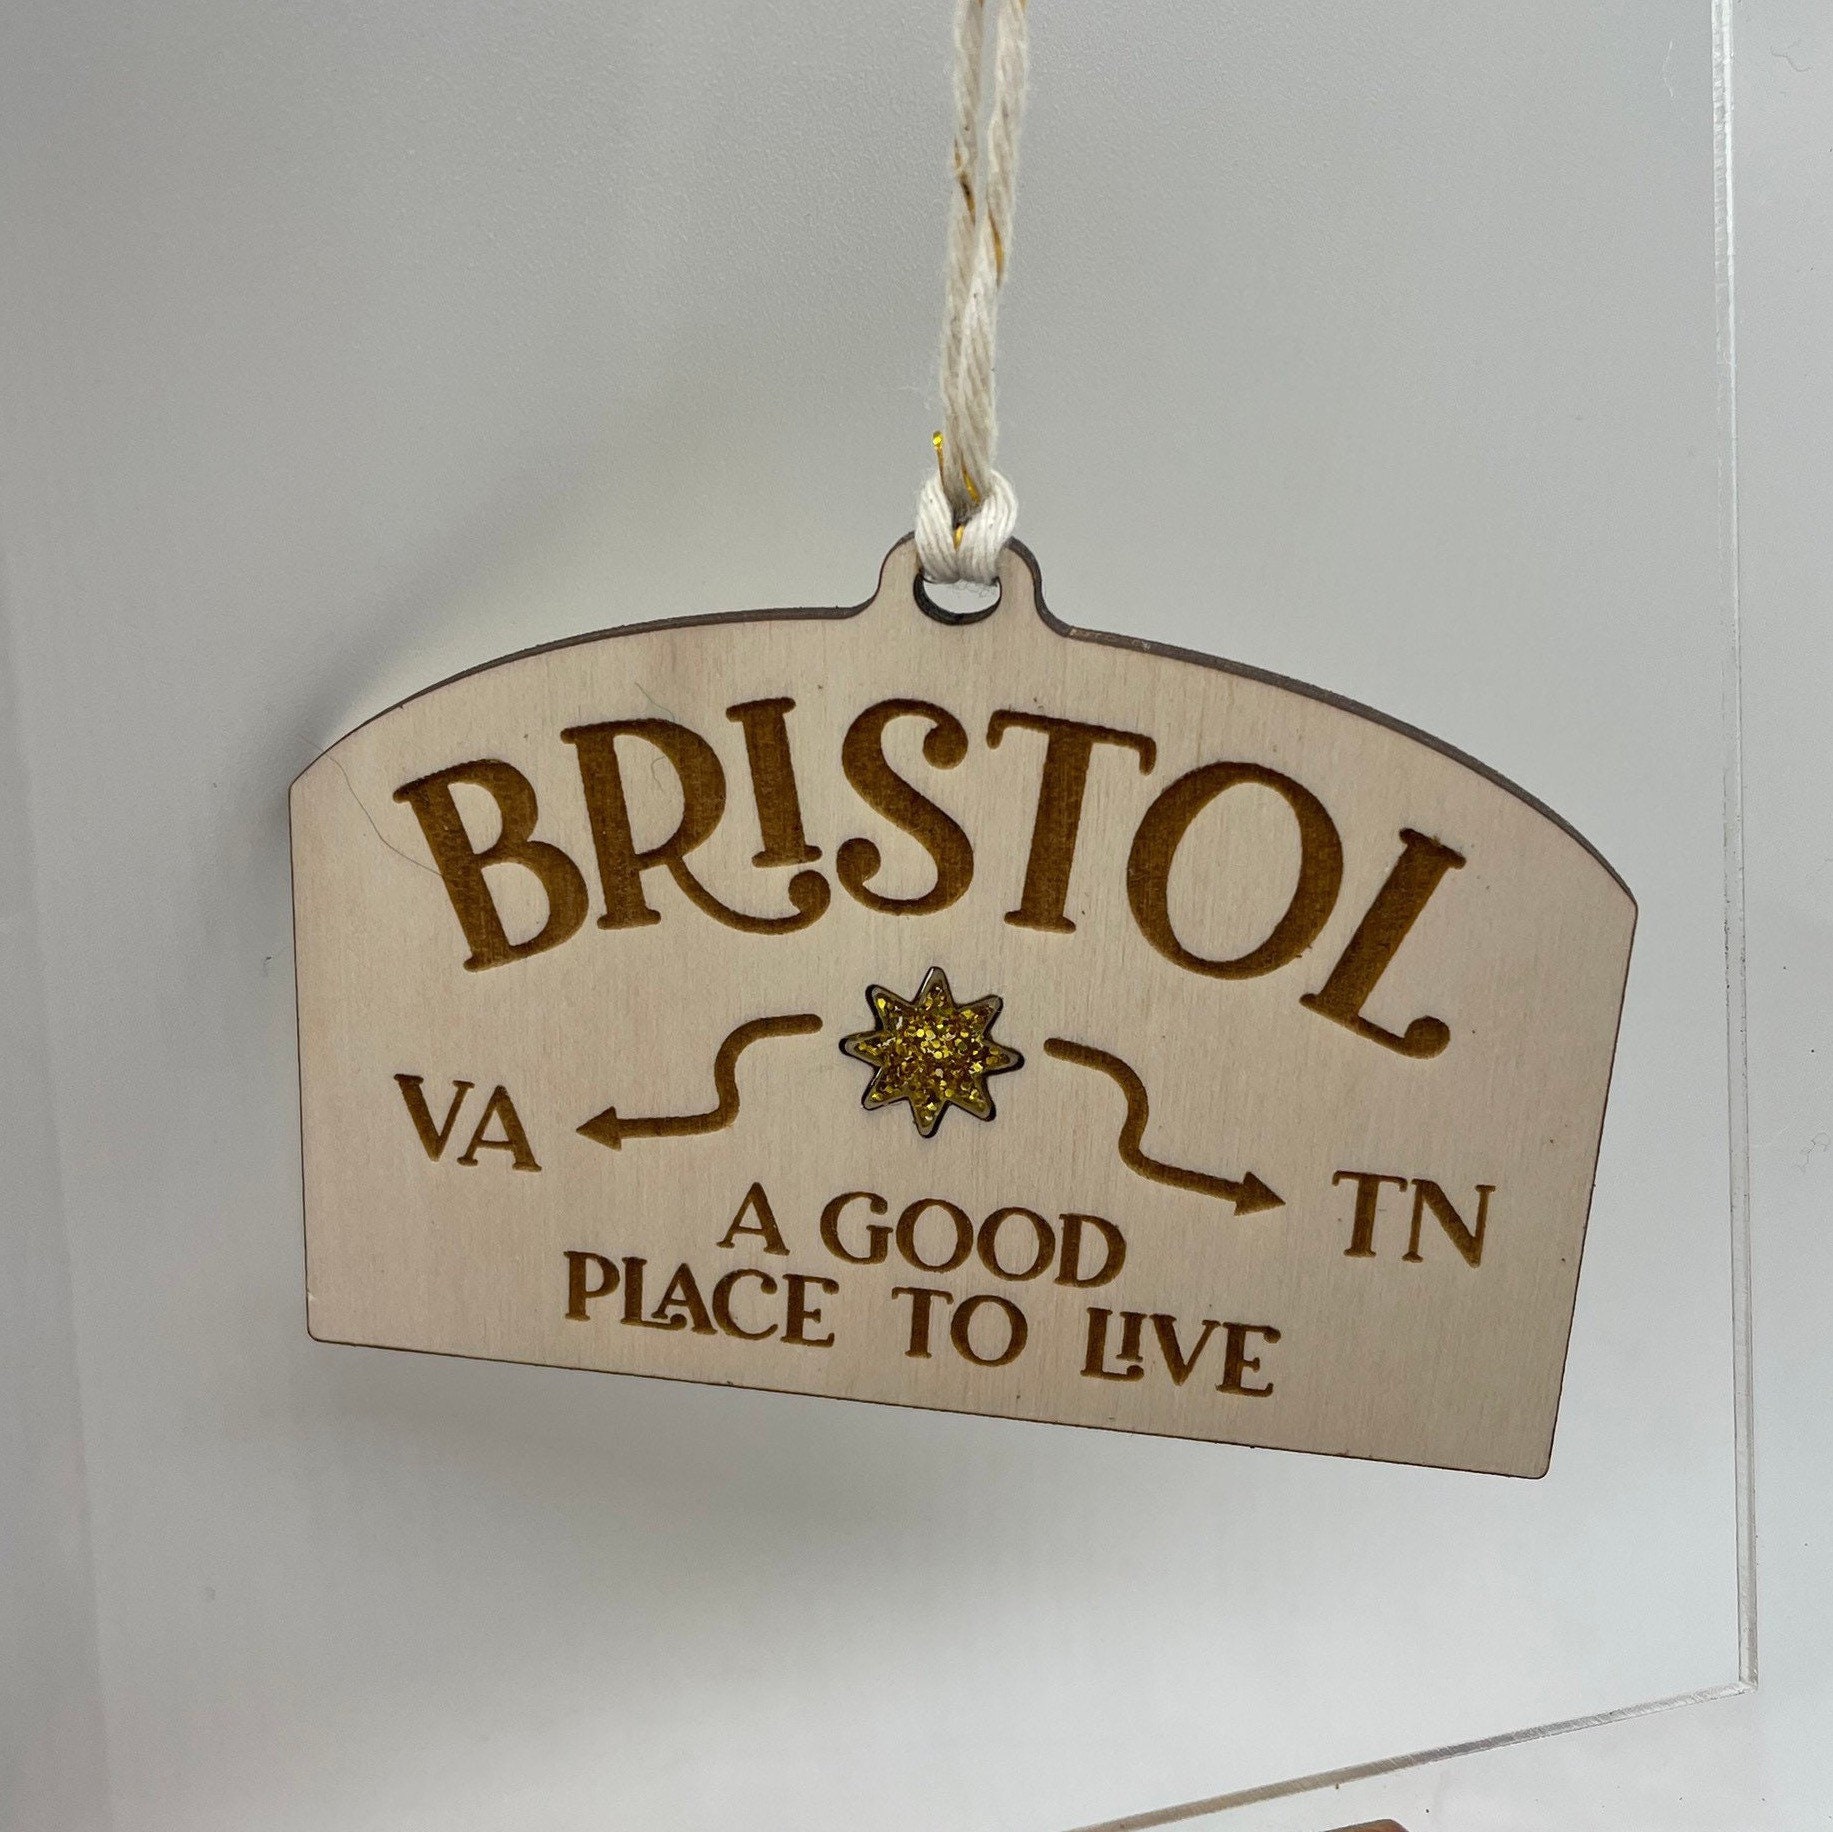 BRISTOL
VA TN
A GOOD
PLACE TO LIVE